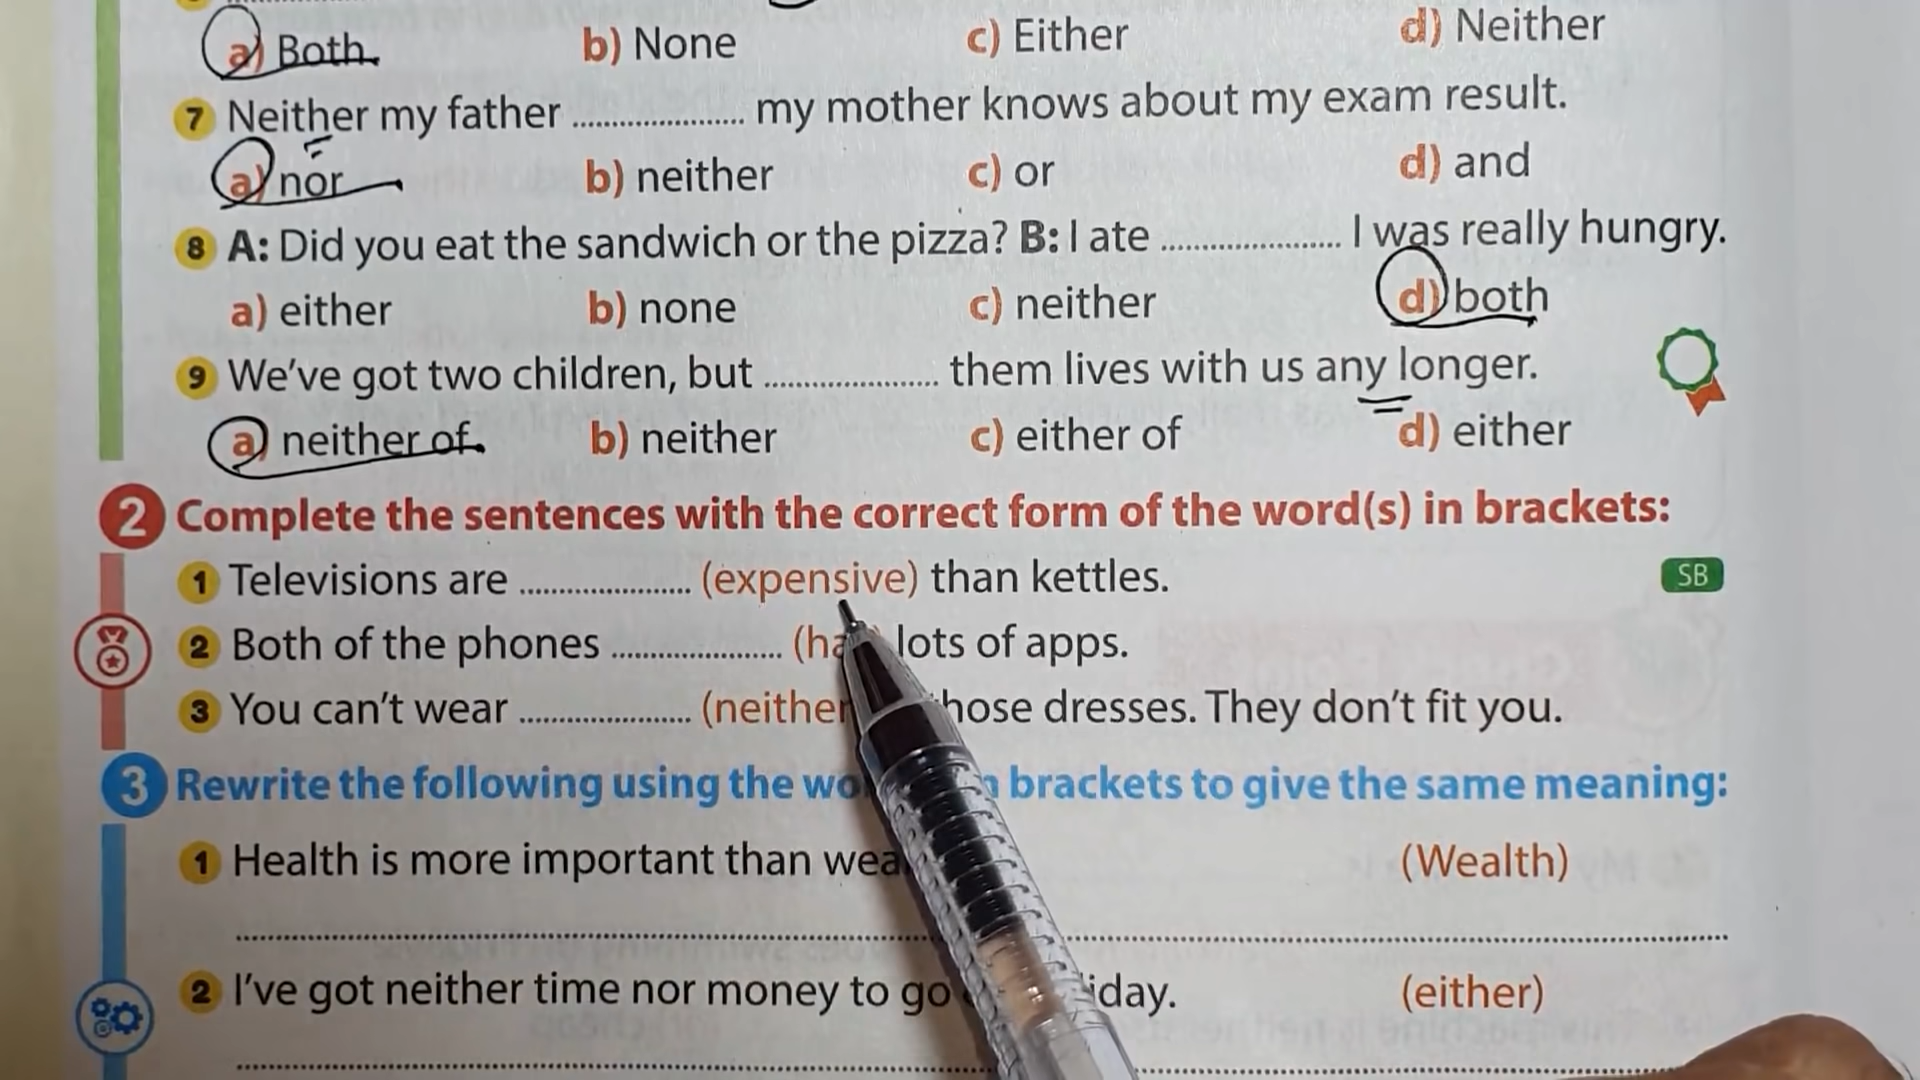 a) Both b) None c) Either d) Neither
7 Neither my father .................... my mother knows about my exam result.
a) nor b) neither c) or d) and
8 A: Did you eat the sandwich or the pizza? B: I ate .................... I was really hungry.
a) either b) none c) neither d) both
9 We've got two children, but .................... them lives with us any longer.
a) neither of b) neither c) either of d) either
2 Complete the sentences with the correct form of the word(s) in brackets:
1 Televisions are .................... (expensive) than kettles. SB
2 Both of the phones .................... lots of apps.
3 You can't wear .................... (neither dresses. They don't fit you.
3 Rewrite the following using the brackets to give the same meaning:
1 Health is more important than (Wealth)
2 I've got neither time nor money to go (either)